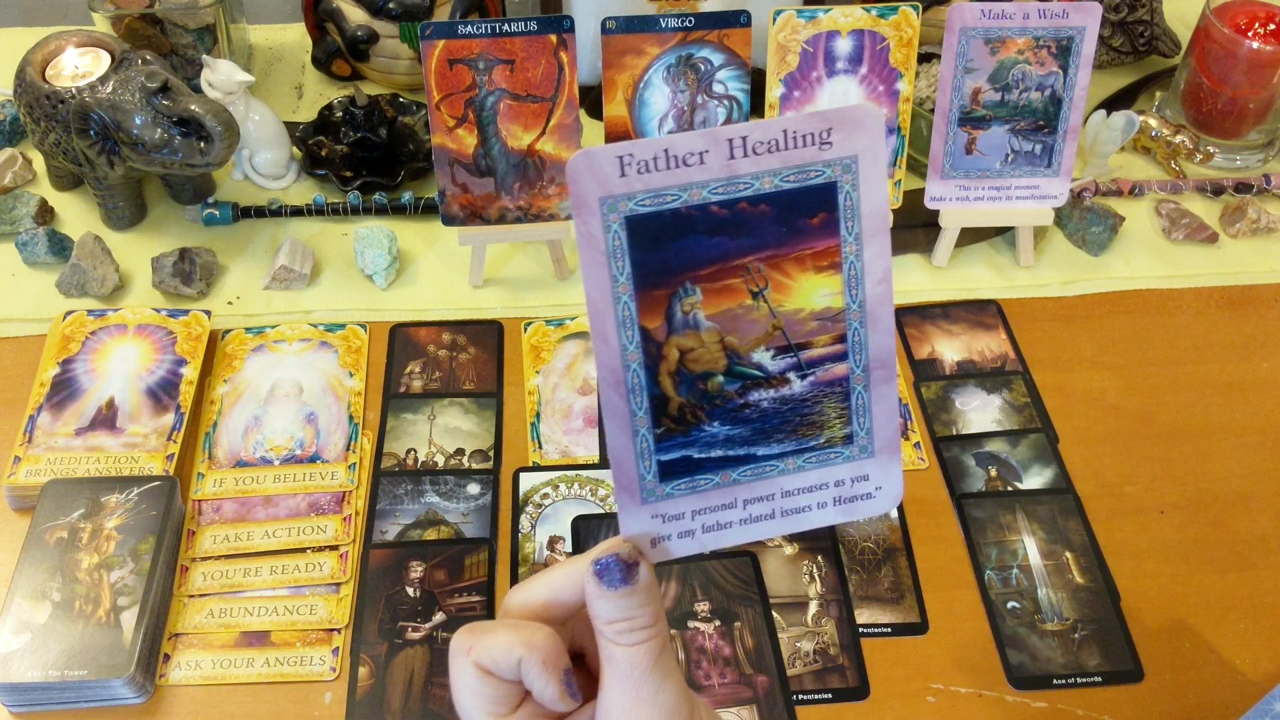 SAGITTARIUS 9
♍ VIRGO 6
Make a Wish
"This is a magical moment.
Make a wish, and enjoy its manifestation."
Father Healing
"Your personal power increases as you
give any father-related issues to Heaven."
MEDITATION
BRINGS ANSWERS
IF YOU BELIEVE
TAKE ACTION
YOU'RE READY
ABUNDANCE
ASK YOUR ANGELS
The Tower
Pentacles
of Pentacles
Ace of Swords